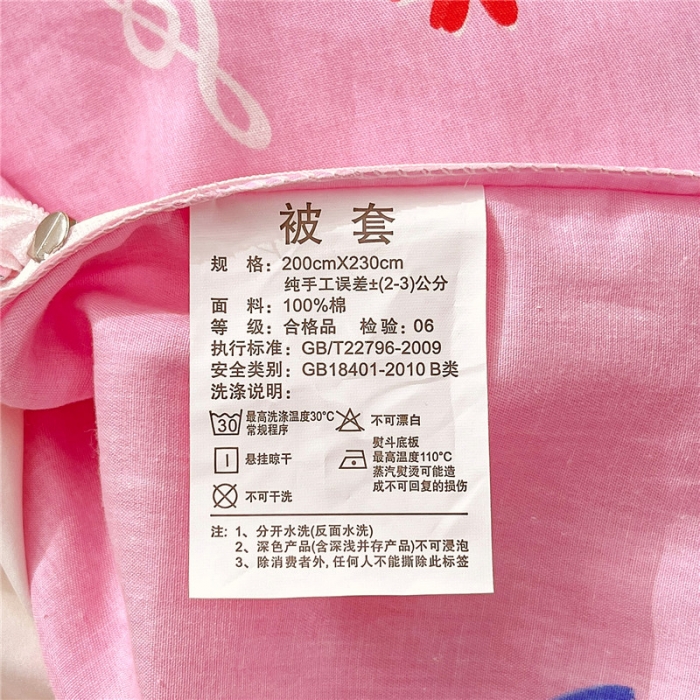 被 套
规 格：200cmX230cm
纯手工误差±(2-3)公分
面 料：100%棉
等 级：合格品 检验：06
执行标准：GB/T22796-2009
安全类别：GB18401-2010 B类
洗涤说明：
30 最高洗涤温度30℃ 常规程序
不可漂白
悬挂晾干
熨斗底板
最高温度110℃
蒸汽熨烫可能造
成不可回复的损伤
不可干洗
注：1、分开水洗(反面水洗)
2、深色产品(含深浅并存产品)不可浸泡
3、除消费者外，任何人不能撕除此标签